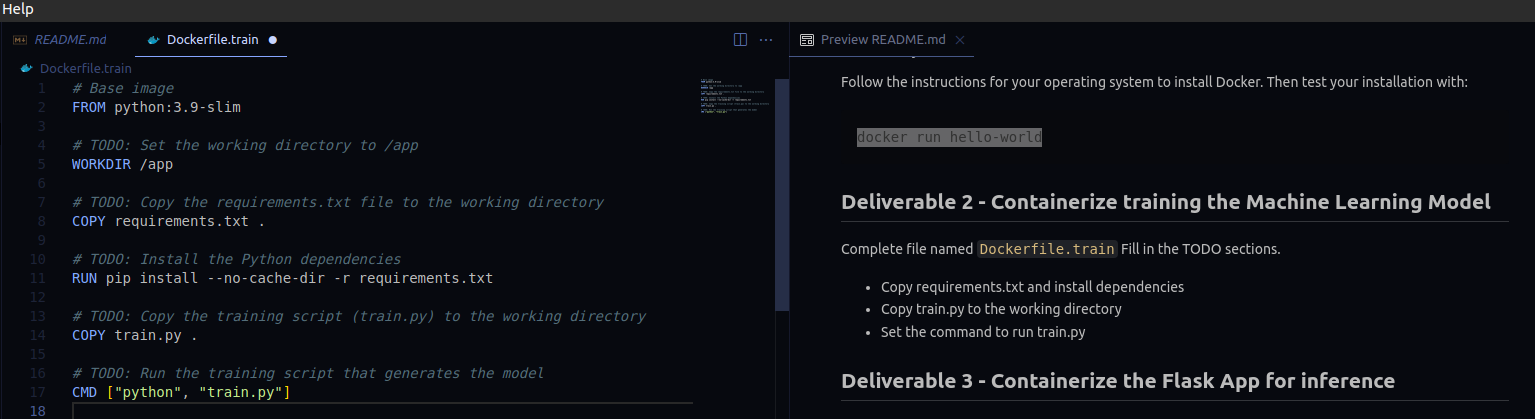 Help
README.md
Dockerfile.train
Dockerfile.train
1 # Base image
2 FROM python:3.9-slim
3
4 # TODO: Set the working directory to /app
5 WORKDIR /app
6
7 # TODO: Copy the requirements.txt file to the working directory
8 COPY requirements.txt .
9
10 # TODO: Install the Python dependencies
11 RUN pip install --no-cache-dir -r requirements.txt
12
13 # TODO: Copy the training script (train.py) to the working directory
14 COPY train.py .
15
16 # TODO: Run the training script that generates the model
17 CMD ["python", "train.py"]
18
Preview README.md
Follow the instructions for your operating system to install Docker. Then test your installation with:
docker run hello-world
Deliverable 2 - Containerize training the Machine Learning Model
Complete file named Dockerfile.train Fill in the TODO sections.
• Copy requirements.txt and install dependencies
• Copy train.py to the working directory
• Set the command to run train.py
Deliverable 3 - Containerize the Flask App for inference